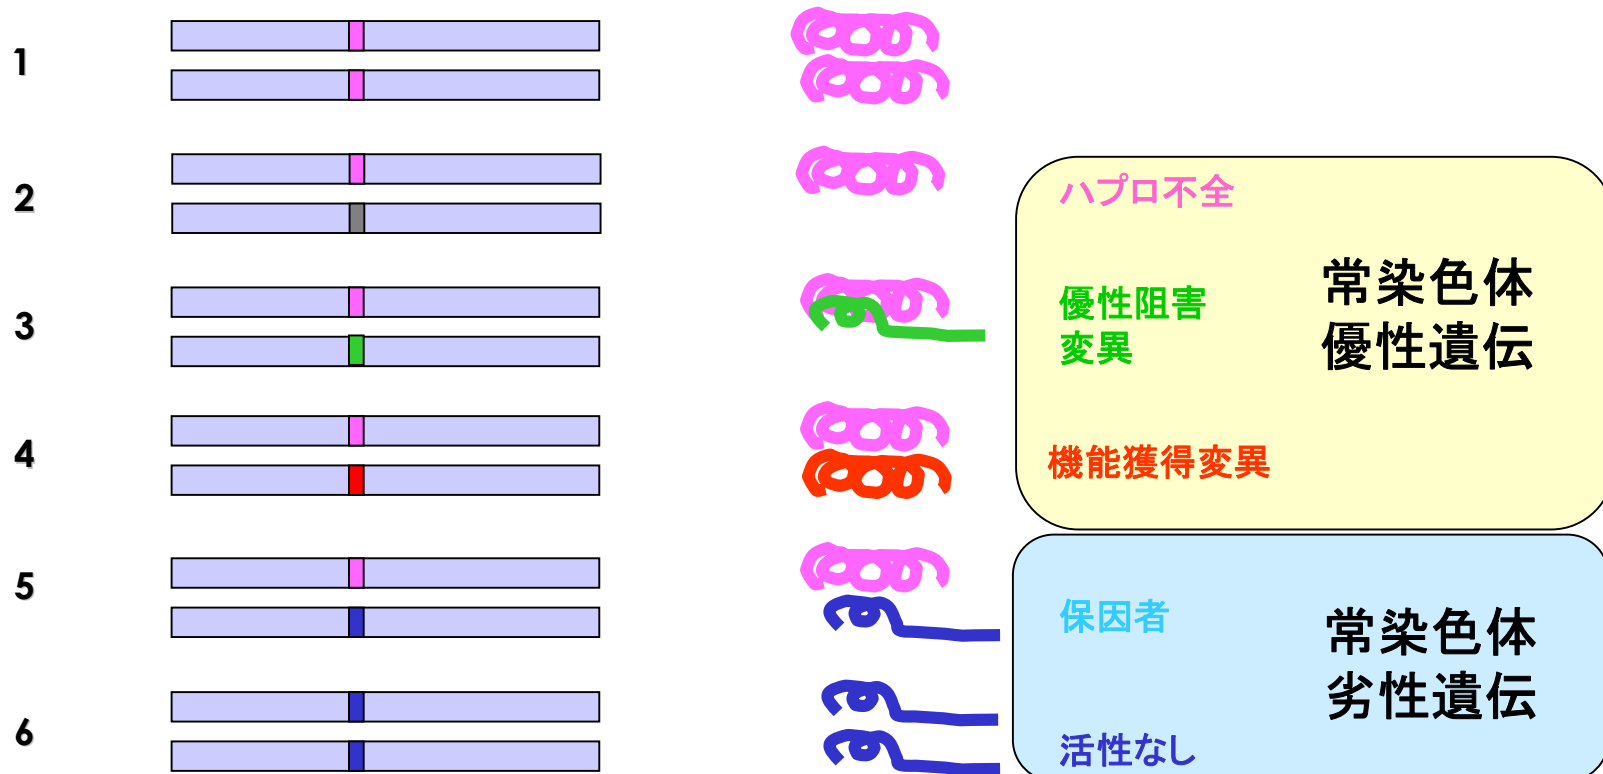 1
2
ハプロ不全
3
優性阻害
変異
常染色体
優性遺伝
4
機能獲得変異
5
保因者
常染色体
劣性遺伝
6
活性なし